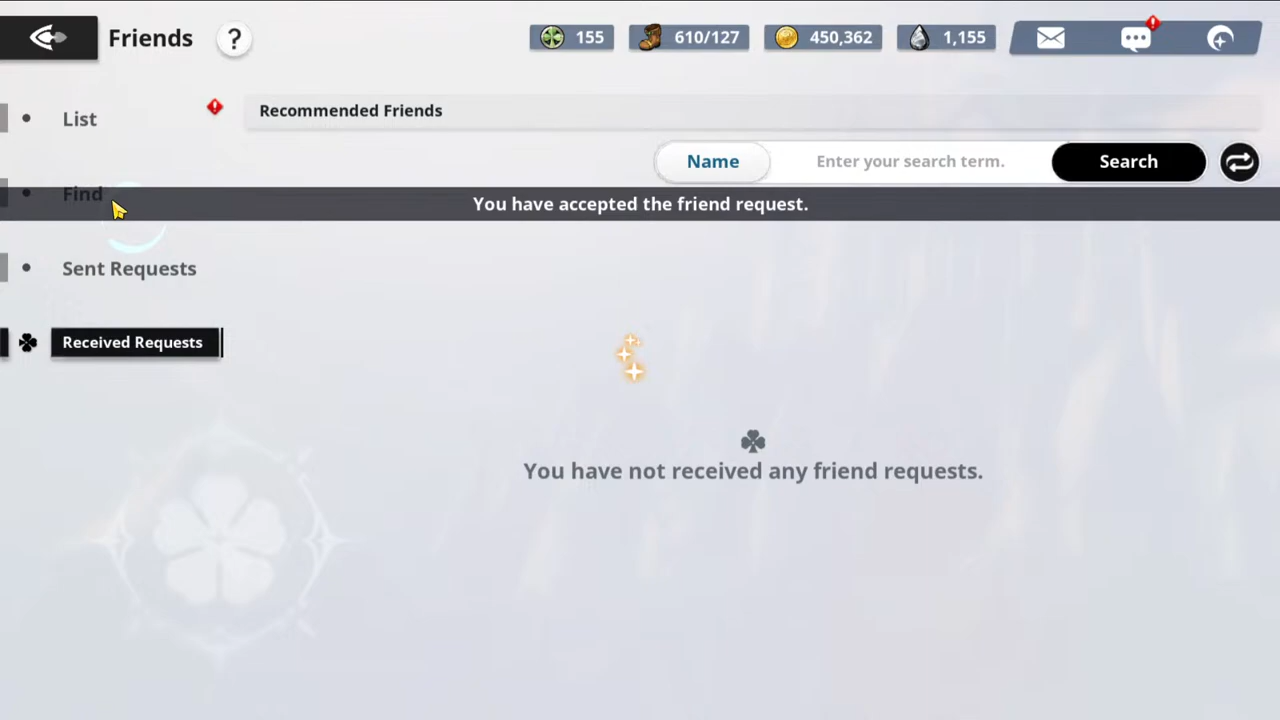 Friends
?
155
610/127
450,362
1,155
List
Recommended Friends
Name
Enter your search term.
Search
Find
You have accepted the friend request.
Sent Requests
Received Requests
You have not received any friend requests.